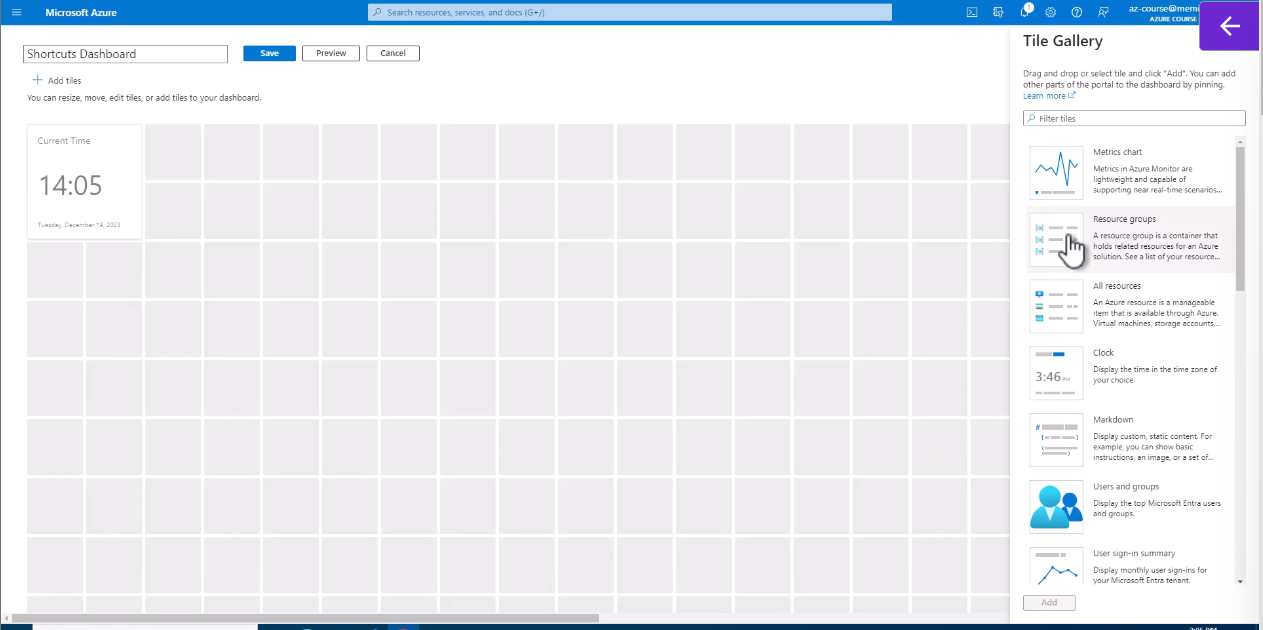 Microsoft Azure
Search resources, services, and docs (G+/)
1
az-course@memi
AZURE COURSE
Shortcuts Dashboard
Save
Preview
Cancel
Add tiles
You can resize, move, edit tiles, or add tiles to your dashboard.
Current Time
14:05
Tuesday, December 19, 2023
Tile Gallery
Drag and drop or select tile and click "Add". You can add
other parts of the portal to the dashboard by pinning.
Learn more
Filter tiles
Metrics chart
Metrics in Azure Monitor are
lightweight and capable of
supporting near real-time scenarios...
Resource groups
A resource group is a container that
holds related resources for an Azure
solution. See a list of your resource...
All resources
An Azure resource is a manageable
item that is available through Azure.
Virtual machines, storage accounts,...
3:46 PM
Clock
Display the time in the time zone of
your choice.
Markdown
Display custom, static content. For
example, you can show basic
instructions, an image, or a set of...
Users and groups
Display the top Microsoft Entra users
and groups.
User sign-in summary
Display monthly user sign-ins for
your Microsoft Entra tenant.
Add